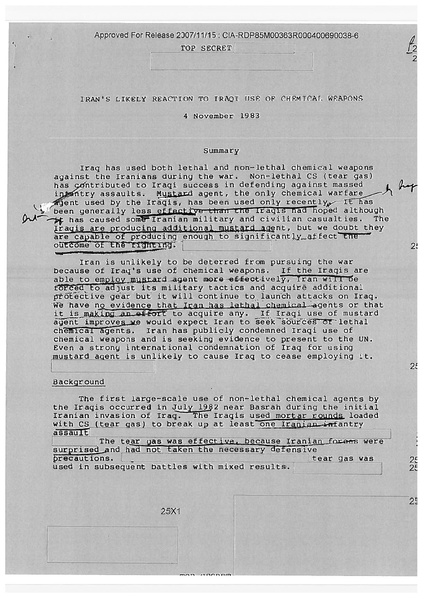 Approved For Release 2007/11/15 : CIA-RDP85M00363R000400690038-6
TOP SECRET
IRAN'S LIKELY REACTION TO IRAQI USE OF CHEMICAL WEAPONS
4 November 1983
Summary
Iraq has used both lethal and non-lethal chemical weapons
against the Iranians during the war. Non-lethal CS (tear gas)
has contributed to Iraqi success in defending against massed
infantry assaults. Mustard agent, the only chemical warfare
agent used by the Iraqis, has been used only recently. It has
been generally less effective than the Iraqis had hoped although
it has caused some Iranian military and civilian casualties. The
Iraqis are producing additional mustard agent, but we doubt they
are capable of producing enough to significantly affect the
outcome of the fighting.
25
Iran is unlikely to be deterred from pursuing the war
because of Iraq's use of chemical weapons. If the Iraqis are
able to employ mustard agent more effectively, Iran will be
forced to adjust its military tactics and acquire additional
protective gear but it will continue to launch attacks on Iraq.
We have no evidence that Iran has lethal chemical agents or that
it is making an effort to acquire any. If Iraqi use of mustard
agent improves we would expect Iran to seek sources of lethal
chemical agents. Iran has publicly condemned Iraqi use of
chemical weapons and is seeking evidence to present to the UN.
Even a strong international condemnation of Iraq for using
mustard agent is unlikely to cause Iraq to cease employing it.
Background
The first large-scale use of non-lethal chemical agents by
the Iraqis occurred in July 1982 near Basrah during the initial
Iranian invasion of Iraq. The Iraqis used mortar rounds loaded
with CS (tear gas) to break up at least one Iranian infantry
assault
The tear gas was effective, because Iranian forces were
surprised and had not taken the necessary defensive
precautions. tear gas was
used in subsequent battles with mixed results.
25
25X1
25